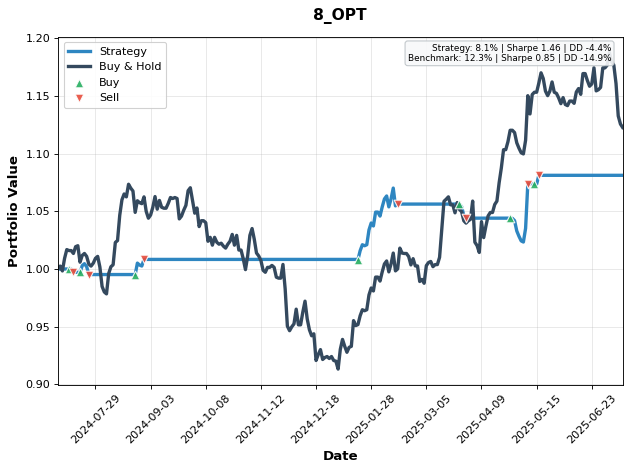 8_OPT
Strategy: 8.1% | Sharpe 1.46 | DD -4.4%
Benchmark: 12.3% | Sharpe 0.85 | DD -14.9%
Strategy
Buy & Hold
Buy
Sell
Portfolio Value
1.20
1.15
1.10
1.05
1.00
0.95
0.90
2024-07-29
2024-09-03
2024-10-08
2024-11-12
2024-12-18
2025-01-28
2025-03-05
2025-04-09
2025-05-15
2025-06-23
Date